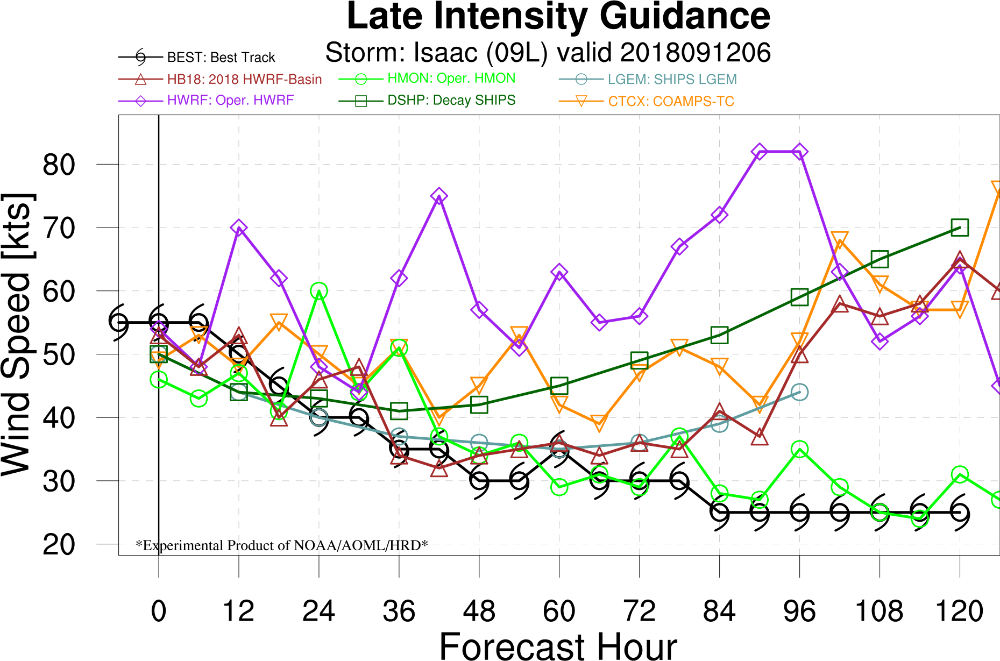 Late Intensity Guidance
Storm: Isaac (09L) valid 2018091206
BEST: Best Track
HB18: 2018 HWRF-Basin
HMON: Oper. HMON
LGEM: SHIPS LGEM
HWRF: Oper. HWRF
DSHP: Decay SHIPS
CTCX: COAMPS-TC
Wind Speed [kts]
80
70
60
50
40
30
20
*Experimental Product of NOAA/AOML/HRD*
0 12 24 36 48 60 72 84 96 108 120
Forecast Hour